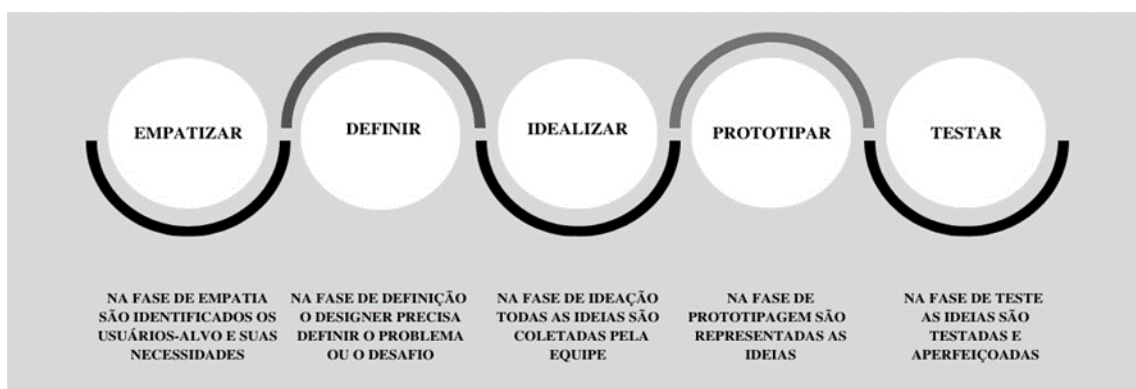 EMPATIZAR
DEFINIR
IDEALIZAR
PROTOTIPAR
TESTAR
NA FASE DE EMPATIA
SÃO IDENTIFICADOS OS
USUÁRIOS-ALVO E SUAS
NECESSIDADES
NA FASE DE DEFINIÇÃO
O DESIGNER PRECISA
DEFINIR O PROBLEMA
OU O DESAFIO
NA FASE DE IDEAÇÃO
TODAS AS IDEIAS SÃO
COLETADAS PELA
EQUIPE
NA FASE DE
PROTOTIPAGEM SÃO
REPRESENTADAS AS
IDEIAS
NA FASE DE TESTE
AS IDEIAS SÃO
TESTADAS E
APERFEIÇOADAS